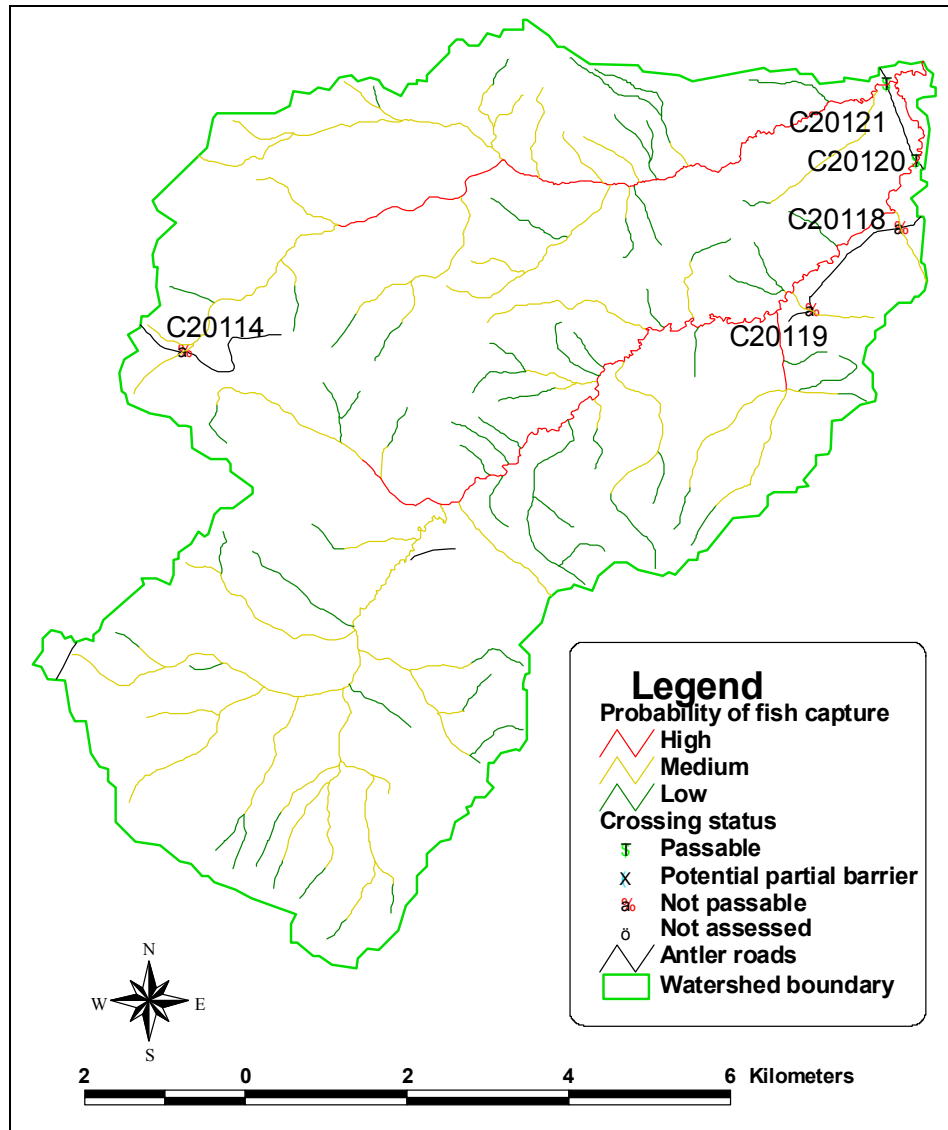 C20121
C20120
C20118
C20114
C20119
Legend
Probability of fish capture
High
Medium
Low
Crossing status
Passable
Potential partial barrier
Not passable
ö Not assessed
Antler roads
Watershed boundary
N
W E
S
2 0 2 4 6 Kilometers